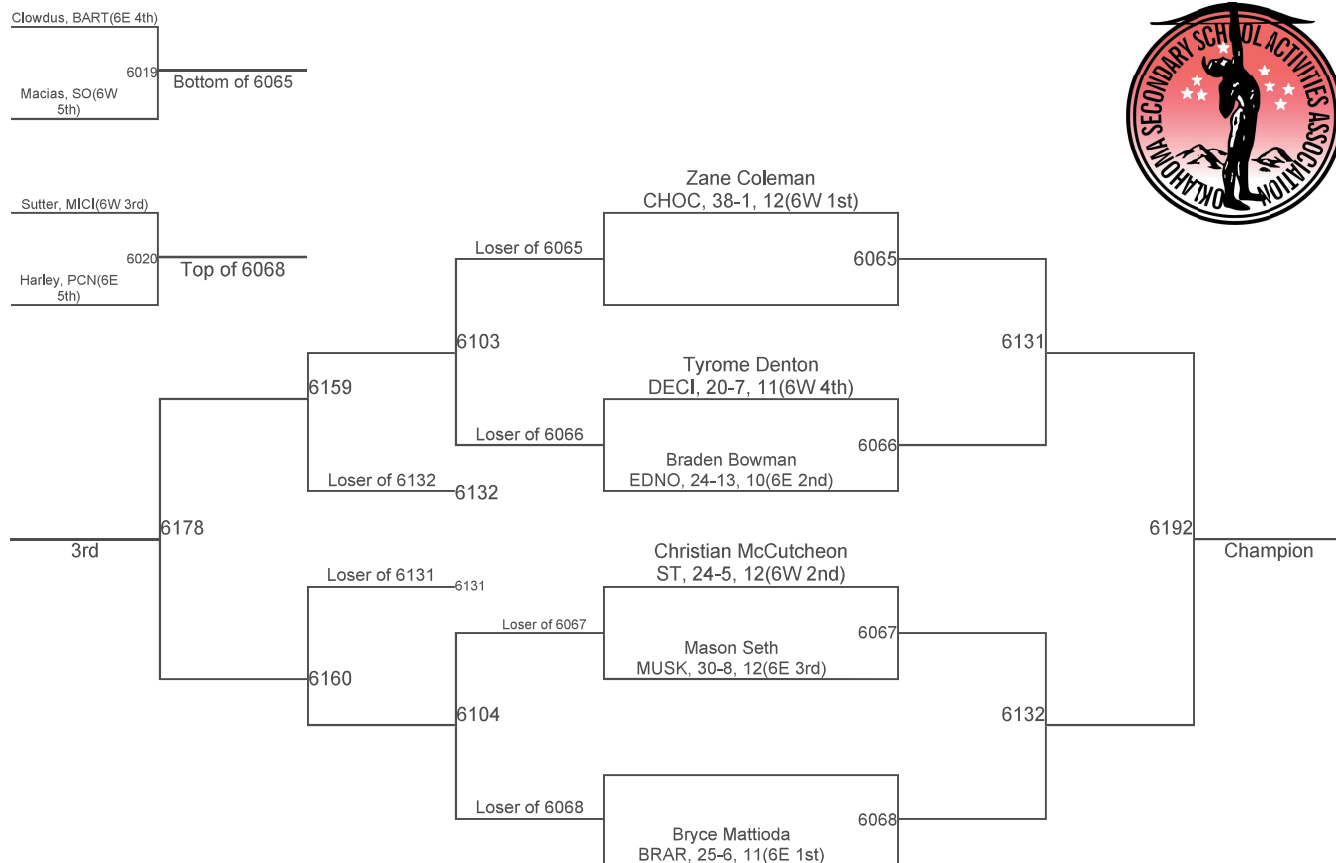 Clowdus, BART(6E 4th)
6019
Bottom of 6065
Macias, SO(6W
5th)
OKLAHOMA SECONDARY SCHOOL ACTIVITIES ASSOCIATION
Sutter, MICI(6W 3rd)
6020
Top of 6068
Harley, PCN(6E
5th)
Zane Coleman
CHOC, 38-1, 12(6W 1st)
Loser of 6065
6065
6103
6131
Tyrome Denton
DECI, 20-7, 11(6W 4th)
6159
Loser of 6066
6066
Braden Bowman
EDNO, 24-13, 10(6E 2nd)
Loser of 6132
6132
6178
6192
3rd
Champion
Christian McCutcheon
ST, 24-5, 12(6W 2nd)
Loser of 6131
6131
Loser of 6067
6067
Mason Seth
MUSK, 30-8, 12(6E 3rd)
6160
6104
6132
Loser of 6068
6068
Bryce Mattioda
BRAR, 25-6, 11(6E 1st)